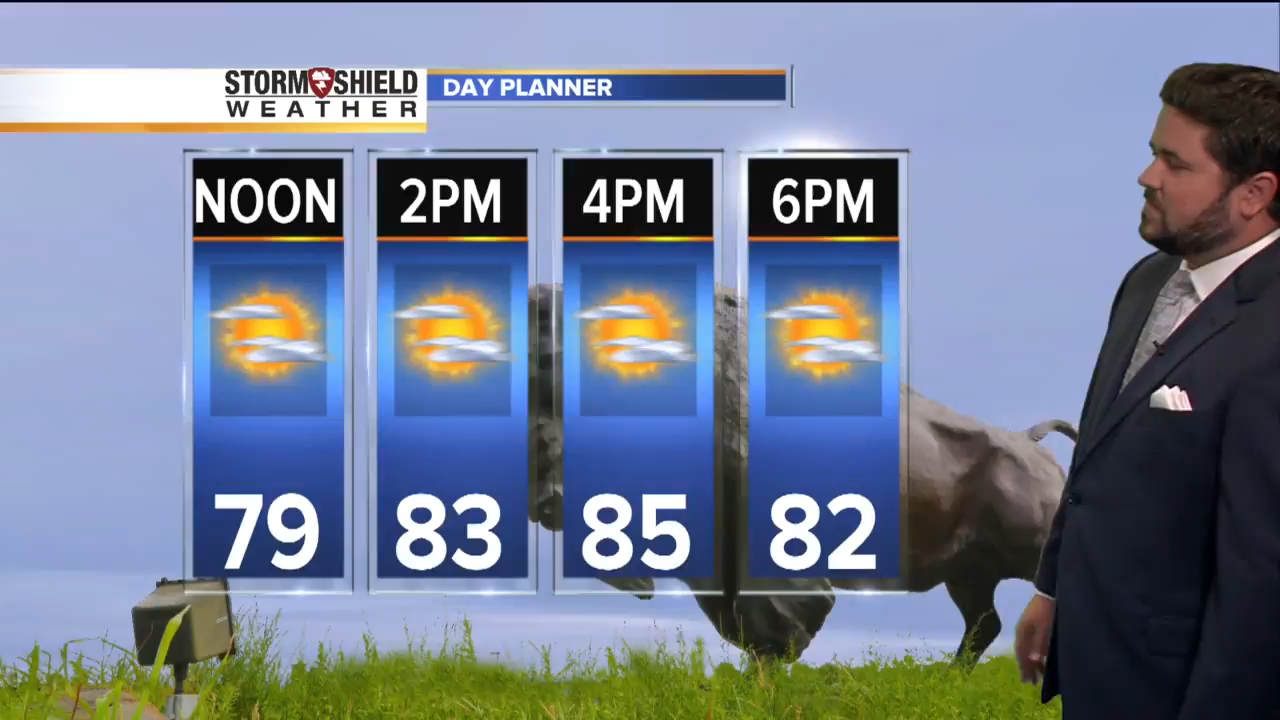 STORM SHIELD
WEATHER
DAY PLANNER
NOON
2PM
4PM
6PM
79
83
85
82